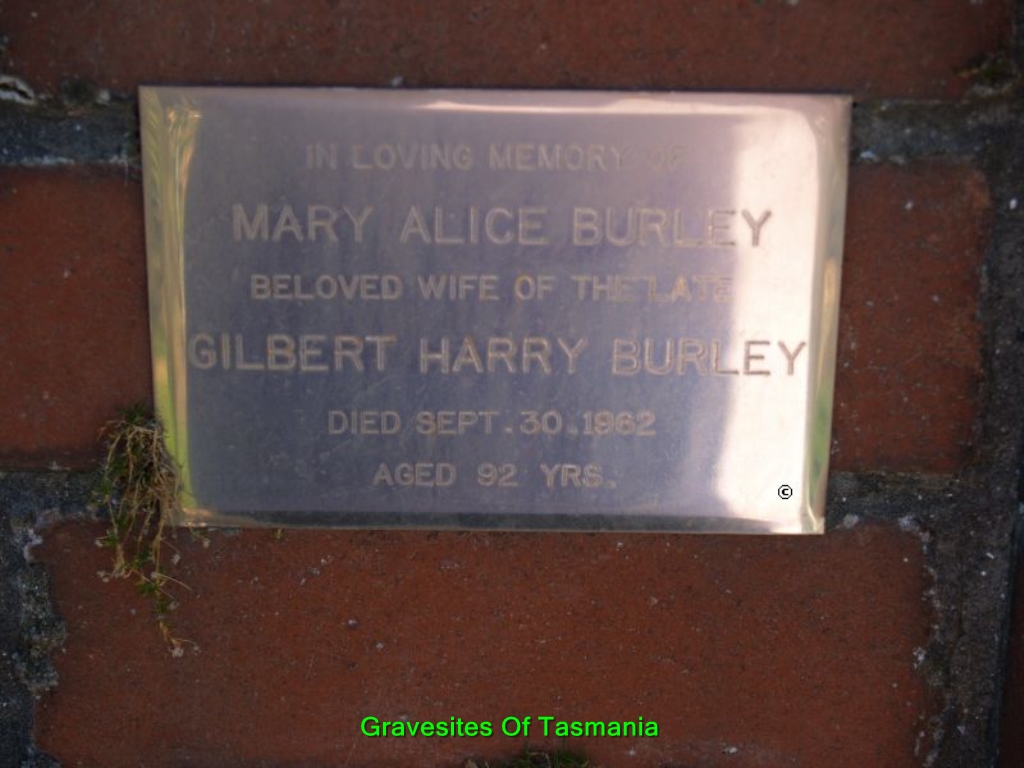 IN LOVING MEMORY OF
MARY ALICE BURLEY
BELOVED WIFE OF THE LATE
GILBERT HARRY BURLEY
DIED SEPT. 30. 1962
AGED 92 YRS.
©
Gravesites Of Tasmania